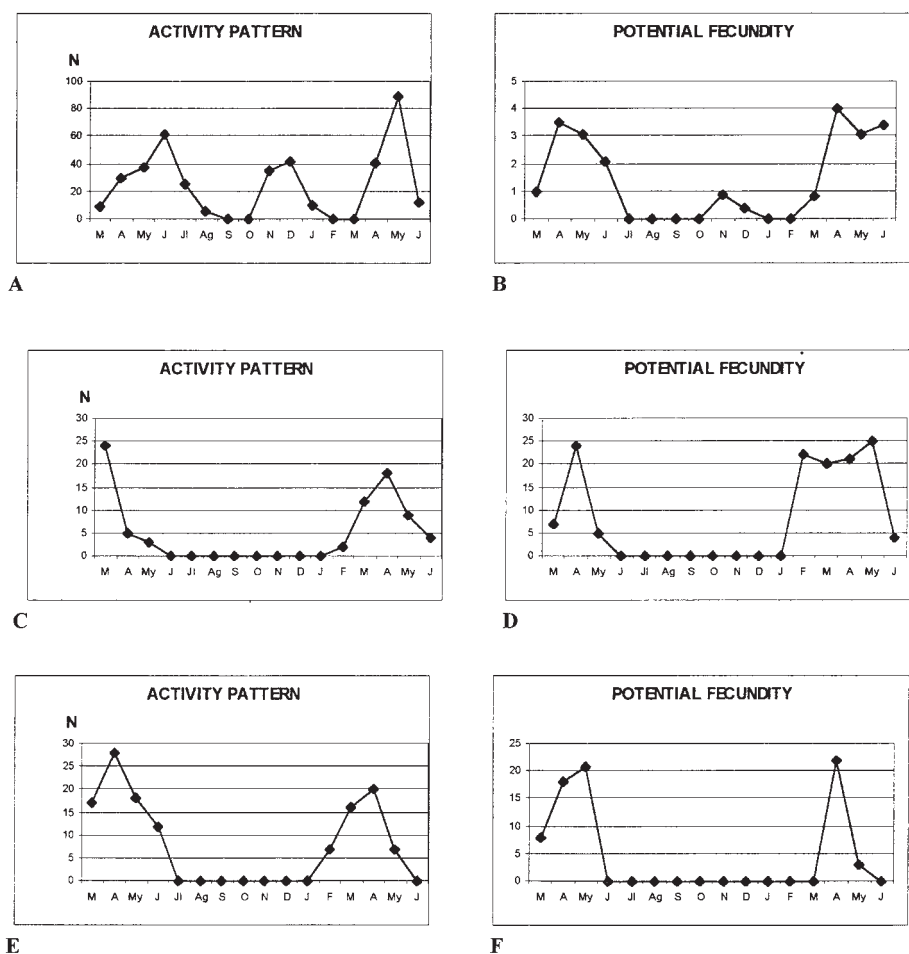 ACTIVITY PATTERN
N
100
80
60
40
20
0
M A My J Jl Ag S O N D J F M A My J
A
POTENTIAL FECUNDITY
5
4
3
2
1
0
M A My J Jl Ag S O N D J F M A My J
B
ACTIVITY PATTERN
N
30
25
20
15
10
5
0
M A My J Jl Ag S O N D J F M A My J
C
POTENTIAL FECUNDITY
30
25
20
15
10
5
0
M A My J Jl Ag S O N D J F M A My J
D
ACTIVITY PATTERN
N
30
25
20
15
10
5
0
M A My J Jl Ag S O N D J F M A My J
E
POTENTIAL FECUNDITY
25
20
15
10
5
0
M A My J Jl Ag S O N D J F M A My J
F